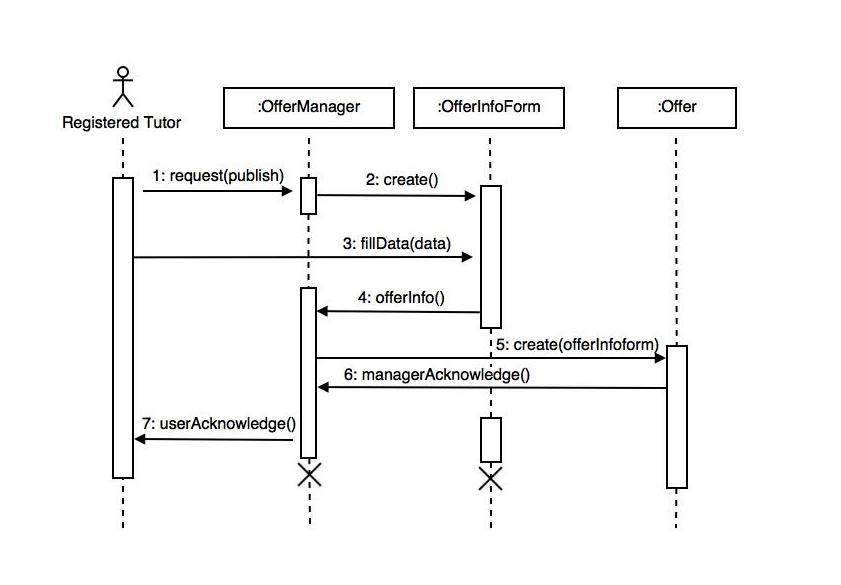 Registered Tutor
:OfferManager
:OfferInfoForm
:Offer
1: request(publish)
2: create()
3: fillData(data)
4: offerInfo()
5: create(offerInfoform)
6: managerAcknowledge()
7: userAcknowledge()